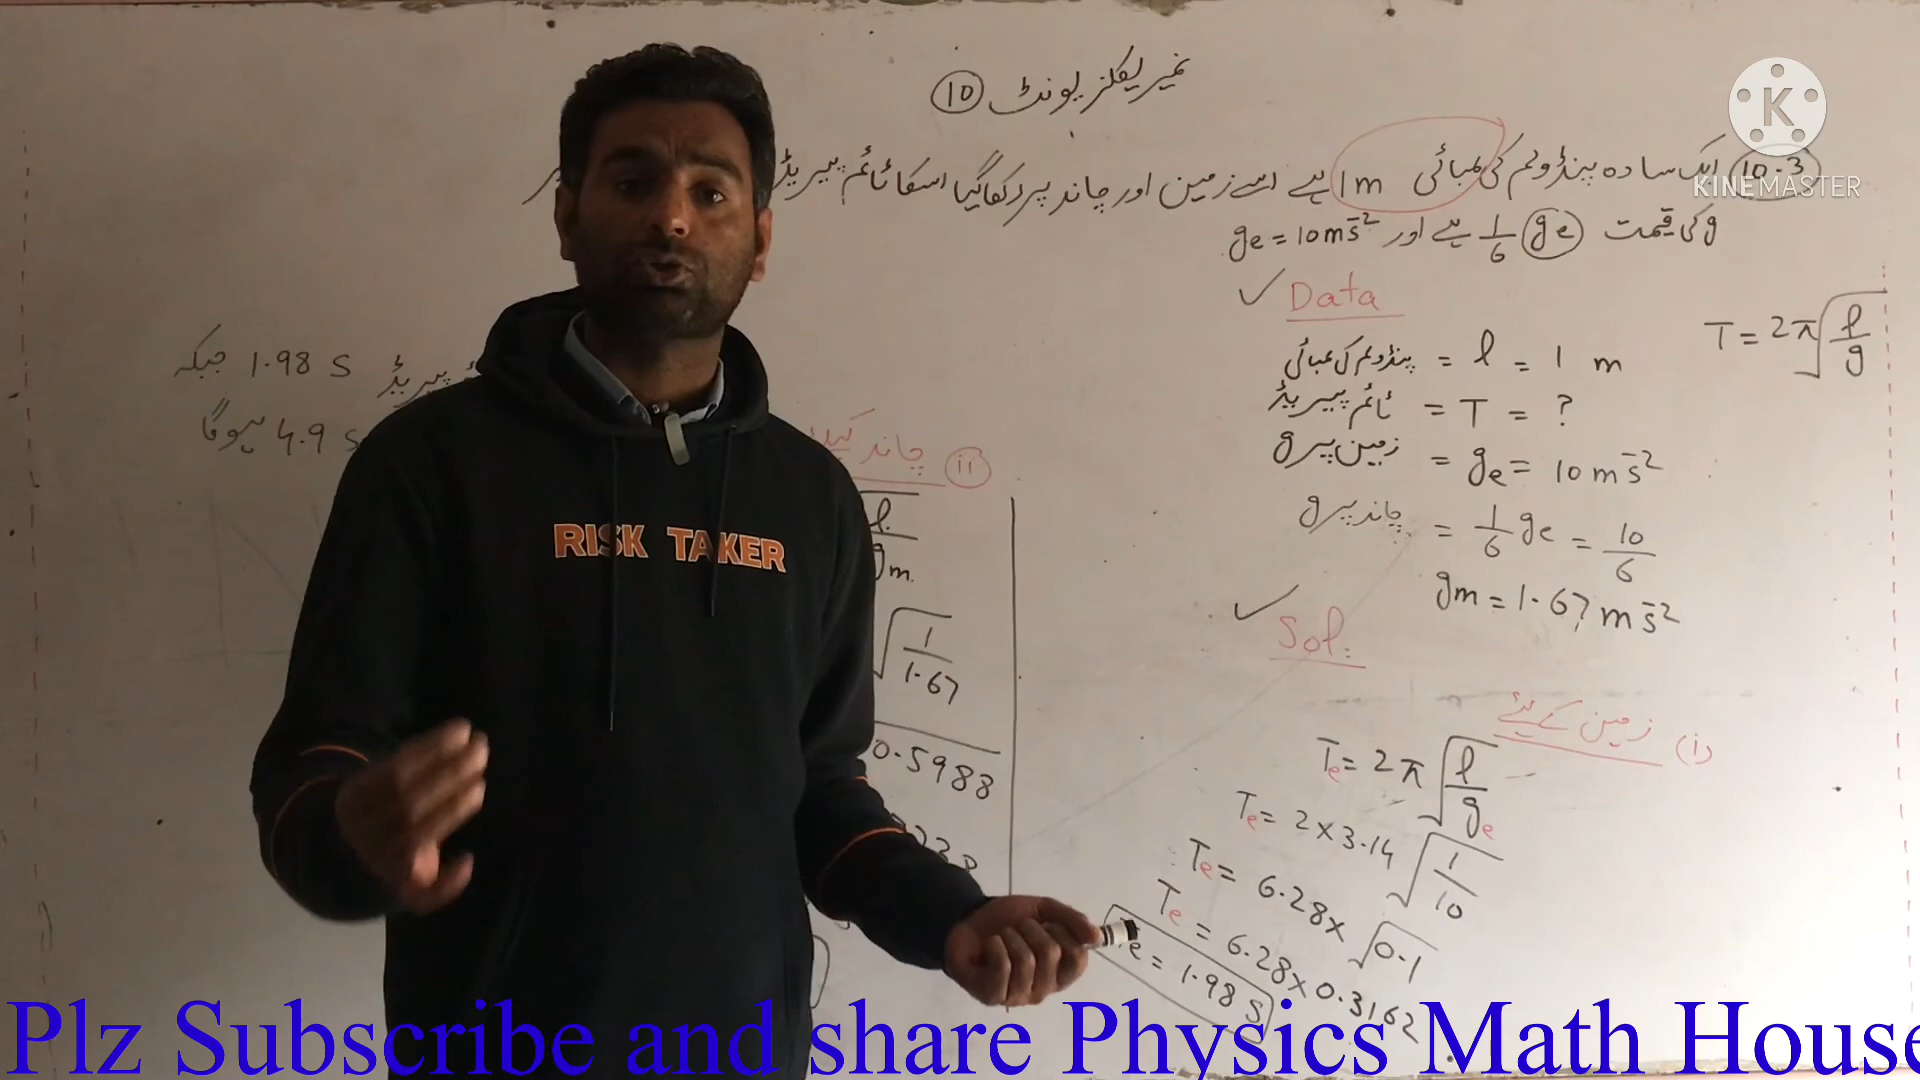 نمیریکلز یونٹ 10
10.3 ایک سادہ پنڈولم کی لمبائی 1m ہے اسے زمین اور چاند پر رکھا گیا اسکا ٹائم پیریڈ
g کی قیمت ge 1/6 ہے اور ge = 10ms⁻²
Data
پنڈولم کی لمبائی = l = 1 m
ٹائم پیریڈ = T = ?
زمین پر g = ge = 10 ms⁻²
چاند پر g = 1/6 ge = 10/6
gm = 1.67 ms⁻²
T = 2π√(l/g)
Sol:
(i) زمین کے لیے
Te = 2π√(l/ge)
Te = 2×3.14 √(1/10)
Te = 6.28× √0.1
Te = 6.28×0.3162
Te = 1.98 S
(ii) چاند کیلئے
l
gm
√(1/1.67)
0.5988
پیریڈ 1.98 S جبکہ
4.9 S ہوگا
RISK TAKER
KINEMASTER
Plz Subscribe and share Physics Math House